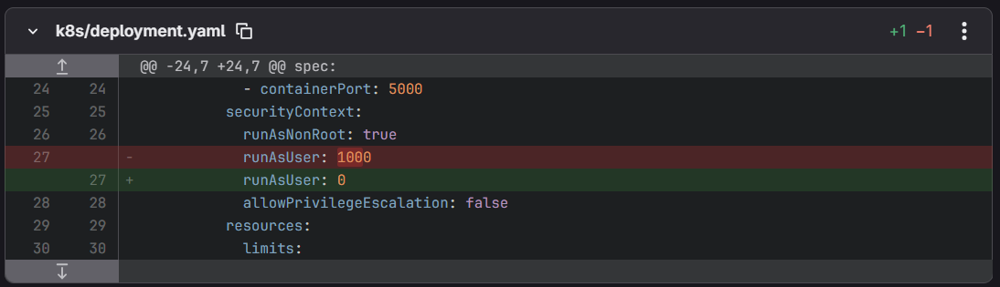 k8s/deployment.yaml +1 −1
@@ -24,7 +24,7 @@ spec:
24 24 - containerPort: 5000
25 25 securityContext:
26 26 runAsNonRoot: true
27 - runAsUser: 1000
27 + runAsUser: 0
28 28 allowPrivilegeEscalation: false
29 29 resources:
30 30 limits: